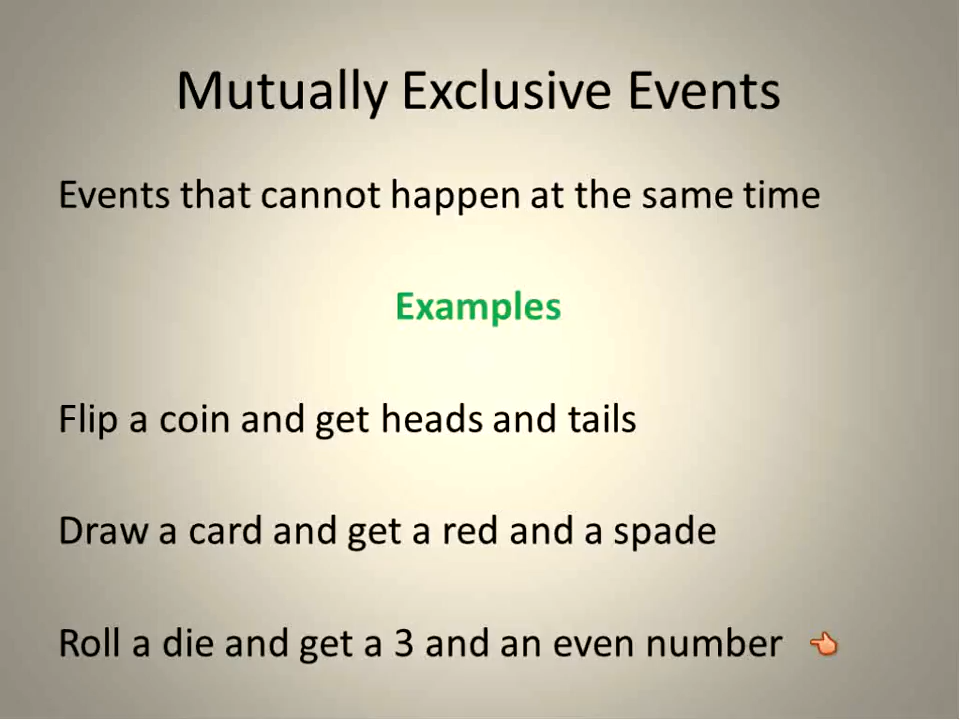 Mutually Exclusive Events
Events that cannot happen at the same time
Examples
Flip a coin and get heads and tails
Draw a card and get a red and a spade
Roll a die and get a 3 and an even number